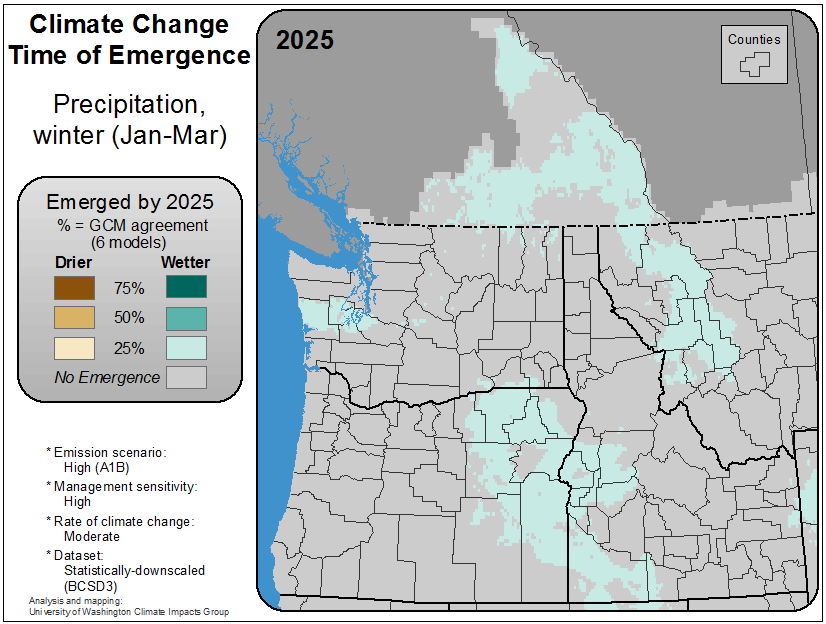 Climate Change
Time of Emergence
Precipitation,
winter (Jan-Mar)
Emerged by 2025
% = GCM agreement
(6 models)
Drier Wetter
75%
50%
25%
No Emergence
* Emission scenario:
High (A1B)
* Management sensitivity:
High
* Rate of climate change:
Moderate
* Dataset:
Statistically-downscaled
(BCSD3)
Analysis and mapping:
University of Washington Climate Impacts Group
2025
Counties